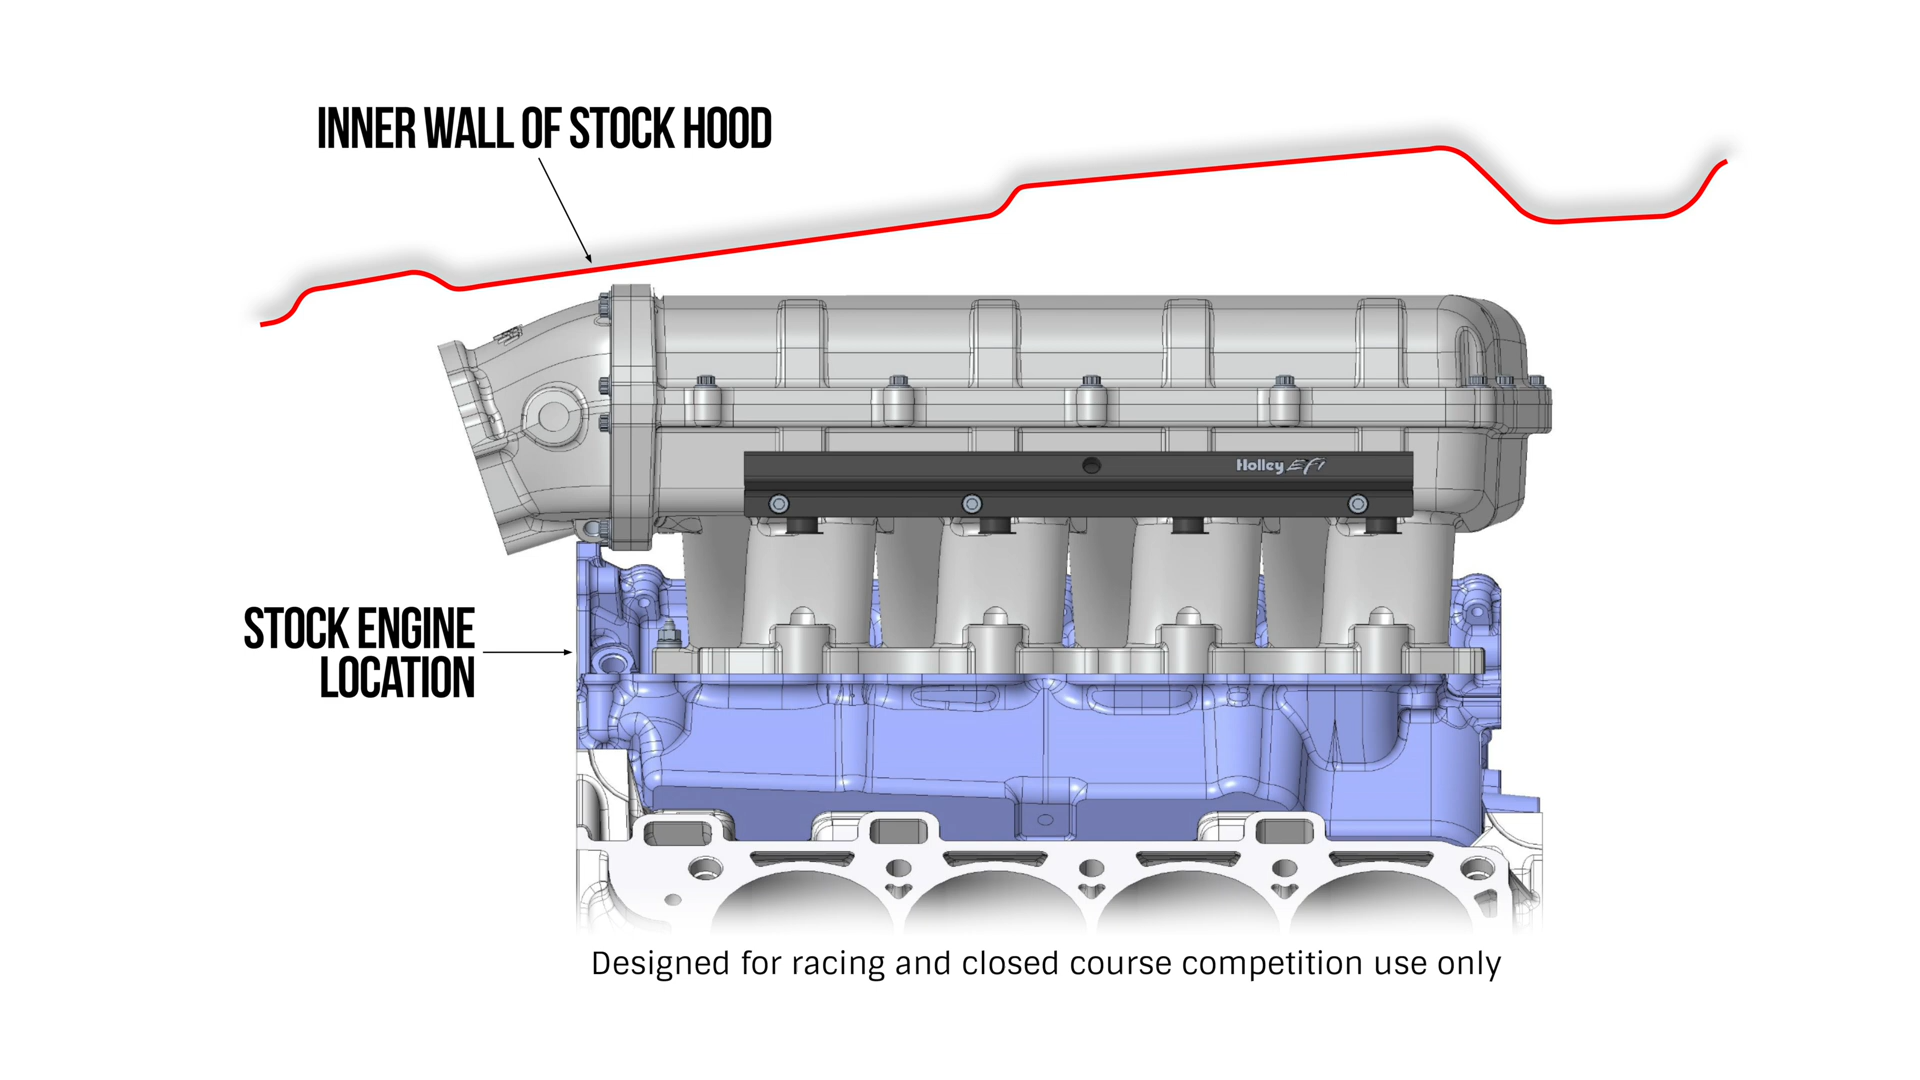 INNER WALL OF STOCK HOOD
Holley EFI
STOCK ENGINE
LOCATION
Designed for racing and closed course competition use only